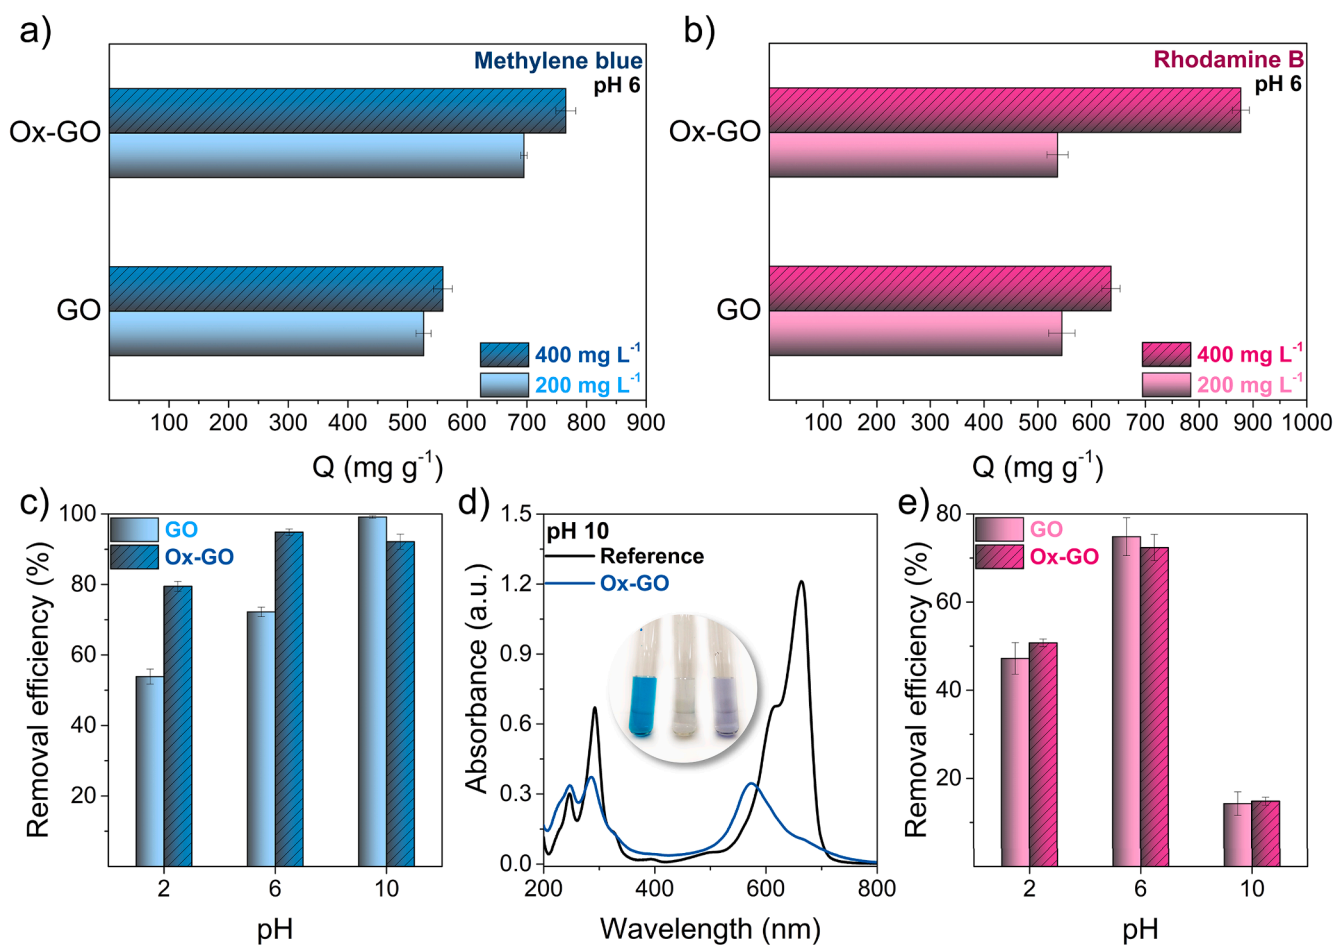 a)
Methylene blue
pH 6
Ox-GO
GO
400 mg L⁻¹
200 mg L⁻¹
100 200 300 400 500 600 700 800 900
Q (mg g⁻¹)
b)
Rhodamine B
pH 6
Ox-GO
GO
400 mg L⁻¹
200 mg L⁻¹
100 200 300 400 500 600 700 800 900 1000
Q (mg g⁻¹)
c)
Removal efficiency (%)
100
80
60
40
20
GO
Ox-GO
2 6 10
pH
d)
Absorbance (a.u.)
1.5
1.2
0.9
0.6
0.3
0.0
pH 10
Reference
Ox-GO
200 400 600 800
Wavelength (nm)
e)
Removal efficiency (%)
80
60
40
20
GO
Ox-GO
2 6 10
pH